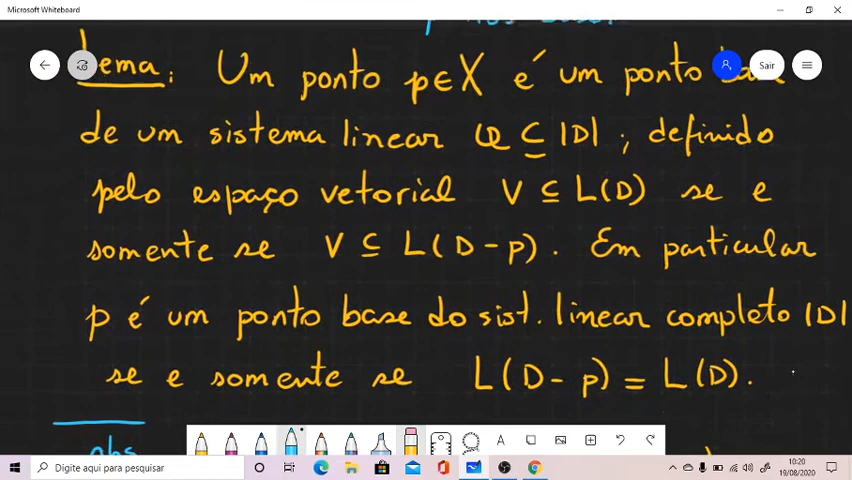 Microsoft Whiteboard
Lema: Um ponto p∈X é um ponto base
Sair
de um sistema linear Q ⊆ |D|, definido
pelo espaço vetorial V ⊆ L(D) se e
somente se V ⊆ L(D-p). Em particular
p é um ponto base do sist. linear completo |D|
se e somente se L(D-p) = L(D).
obs
Digite aqui para pesquisar
10:20
19/08/2020